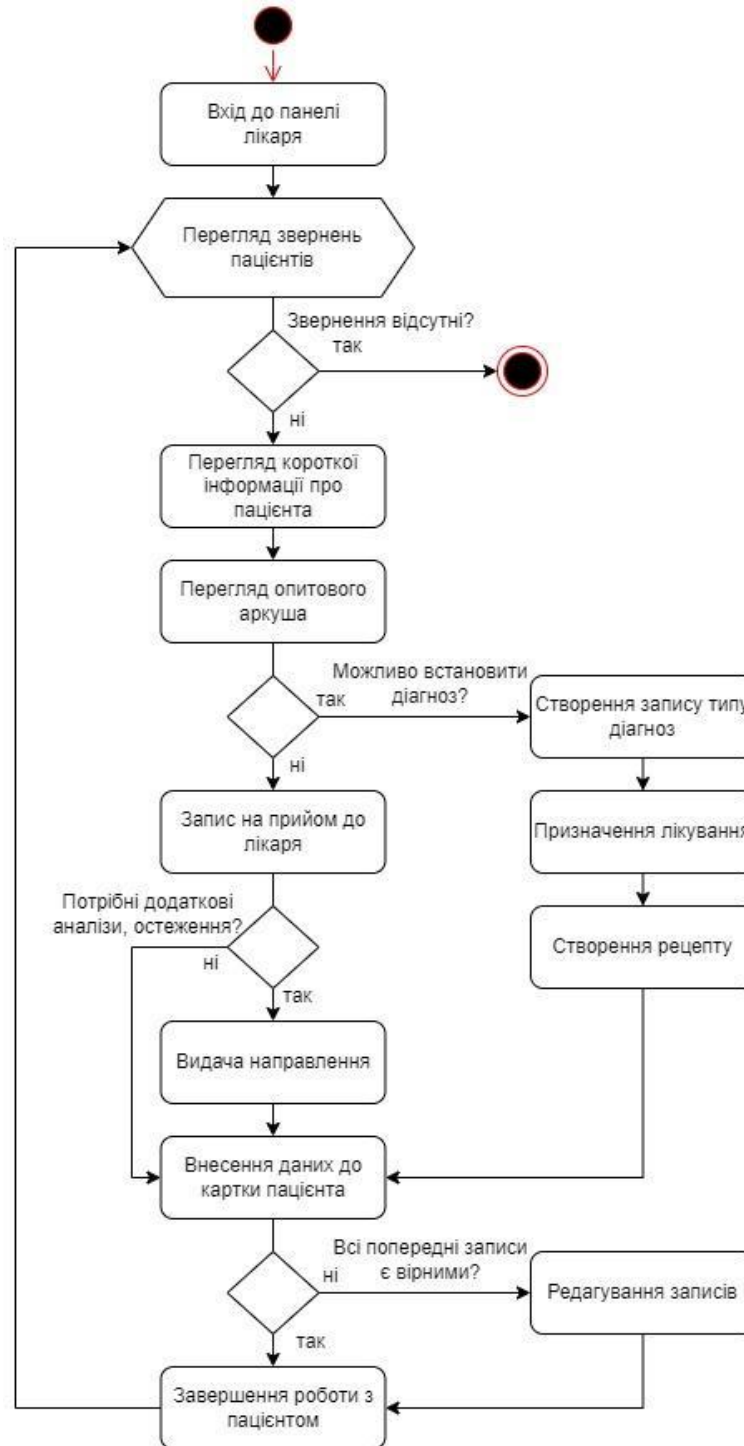 Вхід до панелі
лікаря
Перегляд звернень
пацієнтів
Звернення відсутні?
так
ні
Перегляд короткої
інформації про
пацієнта
Перегляд опитового
аркуша
Можливо встановити
діагноз?
так
ні
Створення запису типу
діагноз
Запис на прийом до
лікаря
Призначення лікування
Потрібні додаткові
аналізи, остеження?
ні
так
Створення рецепту
Видача направлення
Внесення даних до
картки пацієнта
Всі попередні записи
є вірними?
ні
так
Редагування записів
Завершення роботи з
пацієнтом